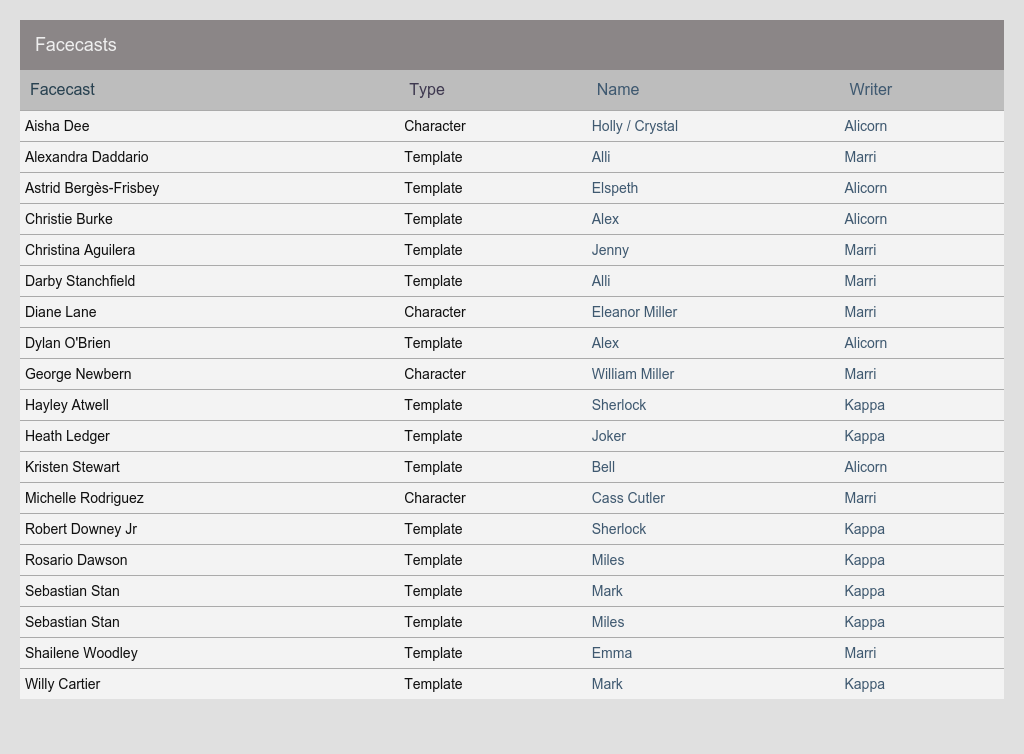 Facecasts
Facecast Type Name Writer
Aisha Dee Character Holly / Crystal Alicorn
Alexandra Daddario Template Alli Marri
Astrid Bergès-Frisbey Template Elspeth Alicorn
Christie Burke Template Alex Alicorn
Christina Aguilera Template Jenny Marri
Darby Stanchfield Template Alli Marri
Diane Lane Character Eleanor Miller Marri
Dylan O'Brien Template Alex Alicorn
George Newbern Character William Miller Marri
Hayley Atwell Template Sherlock Kappa
Heath Ledger Template Joker Kappa
Kristen Stewart Template Bell Alicorn
Michelle Rodriguez Character Cass Cutler Marri
Robert Downey Jr Template Sherlock Kappa
Rosario Dawson Template Miles Kappa
Sebastian Stan Template Mark Kappa
Sebastian Stan Template Miles Kappa
Shailene Woodley Template Emma Marri
Willy Cartier Template Mark Kappa